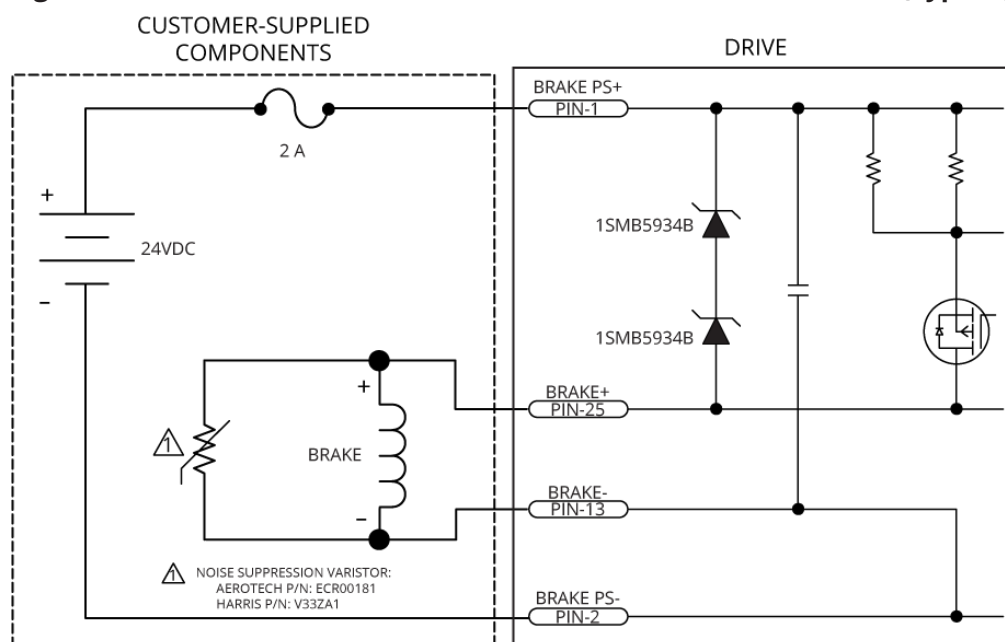 CUSTOMER-SUPPLIED
COMPONENTS
DRIVE
BRAKE PS+
PIN-1
2 A
+
24VDC
−
1SMB5934B
1SMB5934B
BRAKE+
PIN-25
+
1
BRAKE
−
BRAKE-
PIN-13
1 NOISE SUPPRESSION VARISTOR:
AEROTECH P/N: ECR00181
HARRIS P/N: V33ZA1
BRAKE PS-
PIN-2